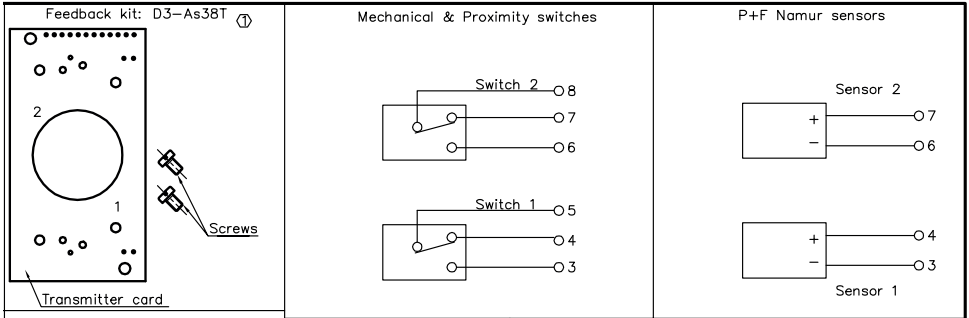 Feedback kit: D3-As38T 1
2
1
Screws
Transmitter card
Mechanical & Proximity switches
Switch 2
8
7
6
Switch 1
5
4
3
P+F Namur sensors
Sensor 2
+
7
−
6
+
4
−
3
Sensor 1